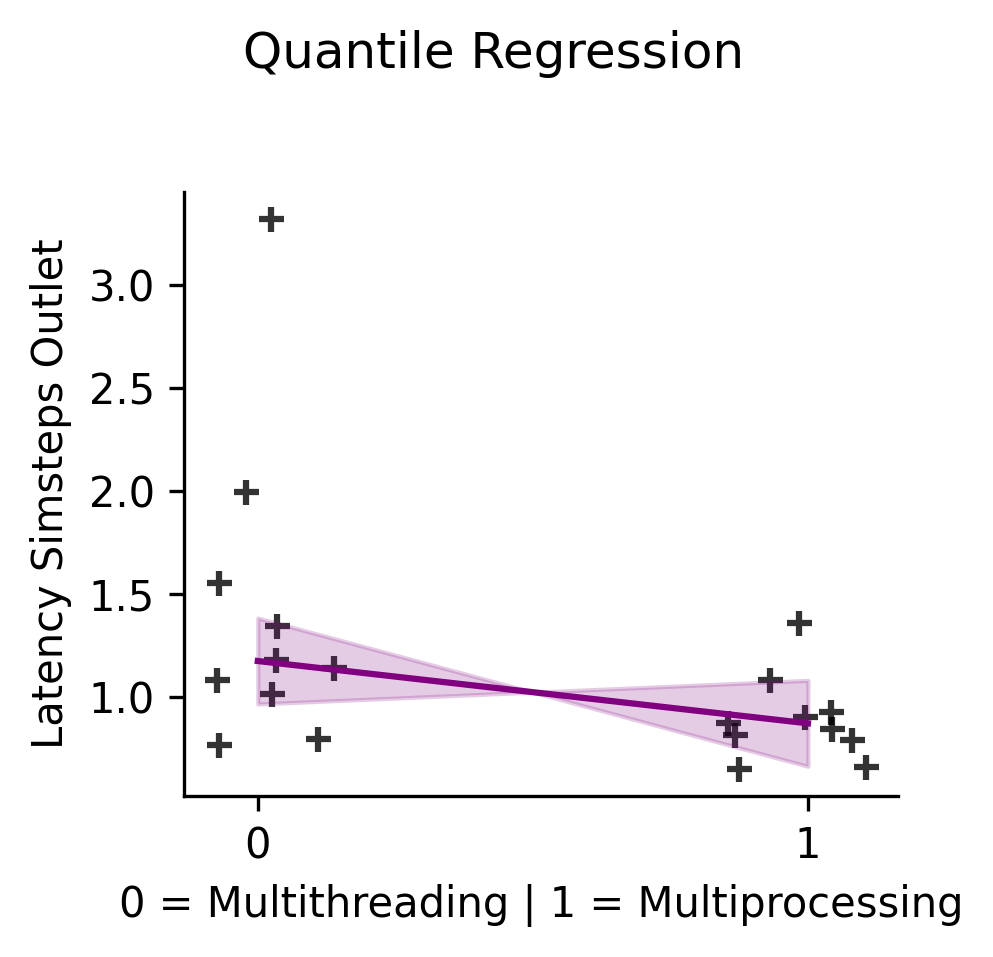 Quantile Regression
Latency Simsteps Outlet
3.0
2.5
2.0
1.5
1.0
0 1
0 = Multithreading | 1 = Multiprocessing